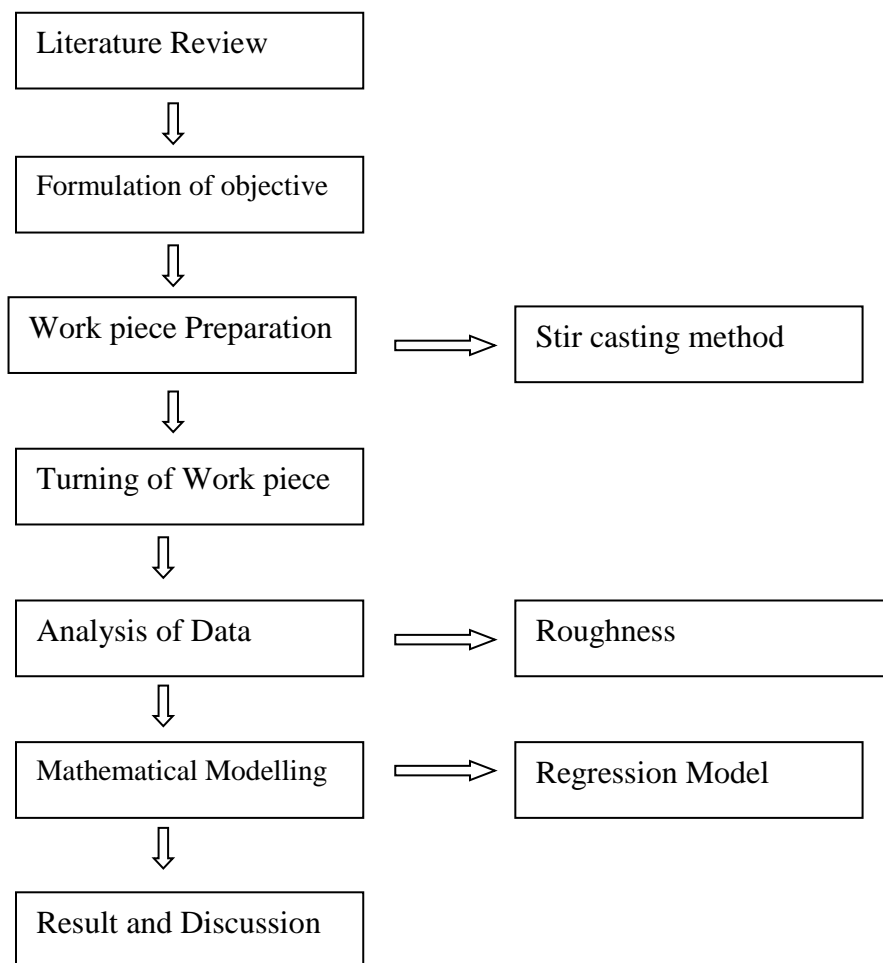 Literature Review
Formulation of objective
Work piece Preparation
Stir casting method
Turning of Work piece
Analysis of Data
Roughness
Mathematical Modelling
Regression Model
Result and Discussion